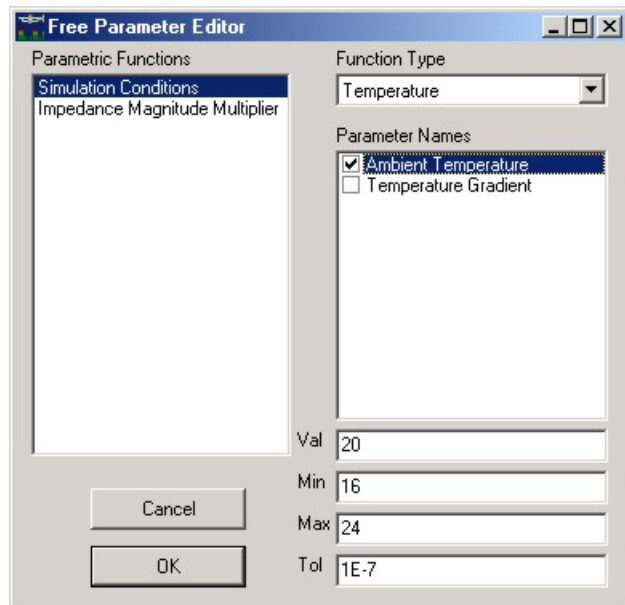 Free Parameter Editor
Parametric Functions
Simulation Conditions
Impedance Magnitude Multiplier
Function Type
Temperature
Parameter Names
Ambient Temperature
Temperature Gradient
Val 20
Min 16
Max 24
Tol 1E-7
Cancel
OK